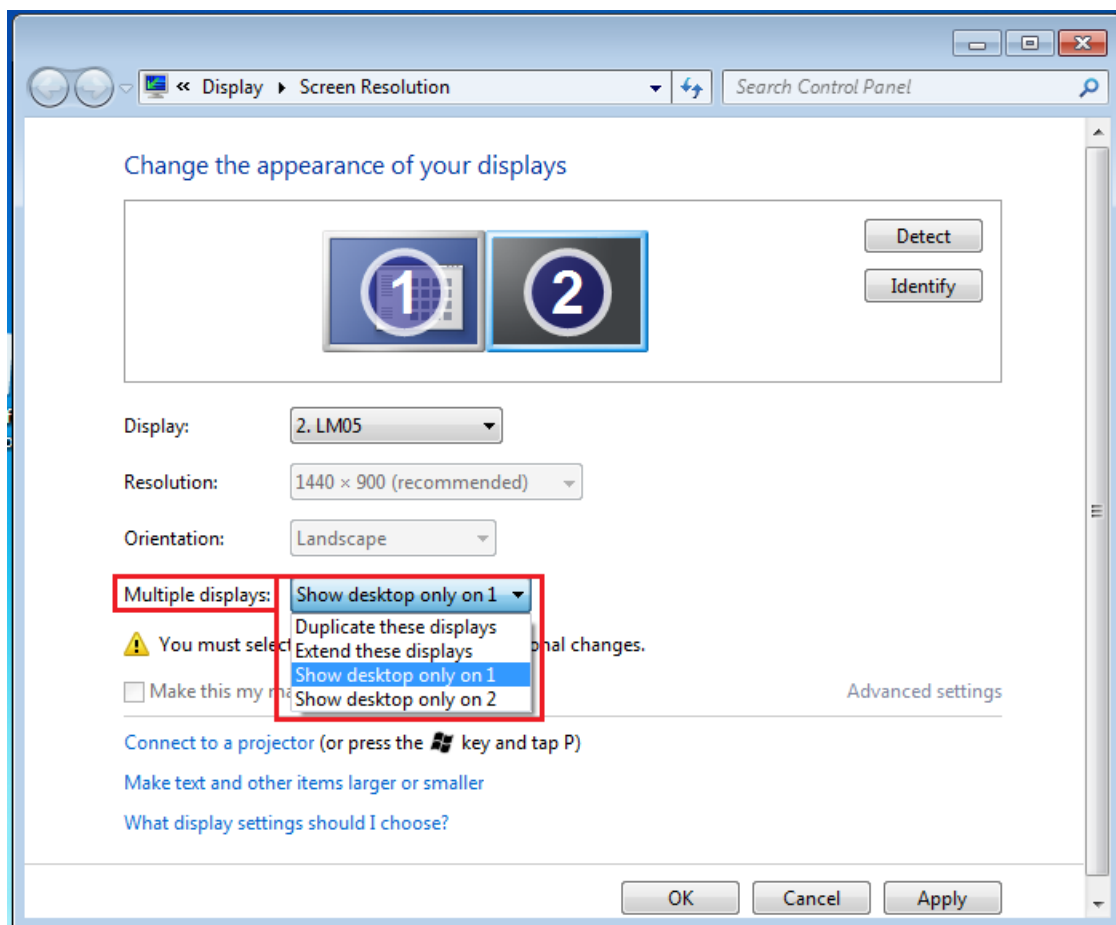 « Display ▸ Screen Resolution
Search Control Panel
Change the appearance of your displays
1 2
Detect
Identify
Display: 2. LM05
Resolution: 1440 × 900 (recommended)
Orientation: Landscape
Multiple displays: Show desktop only on 1
Duplicate these displays
You must select onal changes.
Extend these displays
Show desktop only on 1
Make this my Advanced settings
Show desktop only on 2
Connect to a projector (or press the key and tap P)
Make text and other items larger or smaller
What display settings should I choose?
OK Cancel Apply